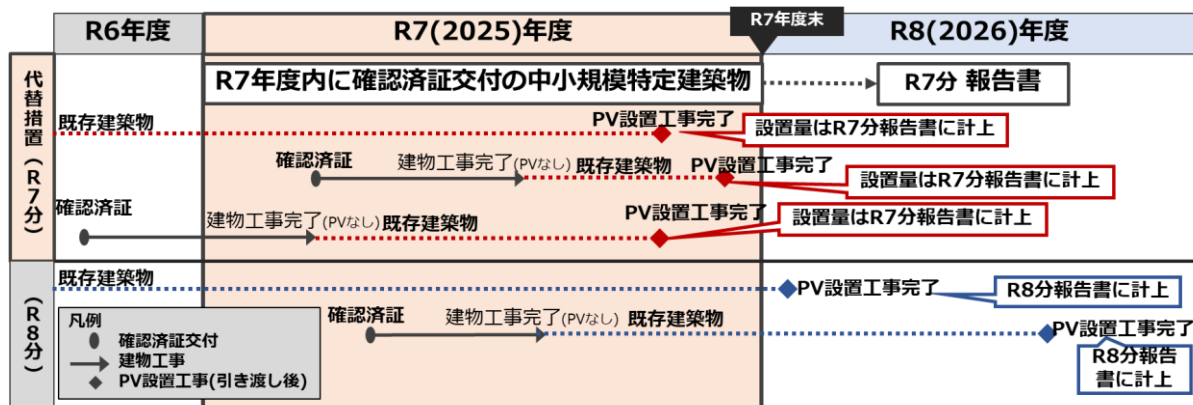 R6年度
R7(2025)年度
R7年度末
R8(2026)年度
代替措置(R7分)
R7年度内に確認済証交付の中小規模特定建築物
R7分 報告書
既存建築物
PV設置工事完了
設置量はR7分報告書に計上
確認済証
建物工事完了(PVなし)
既存建築物
PV設置工事完了
設置量はR7分報告書に計上
確認済証
建物工事完了(PVなし)
既存建築物
PV設置工事完了
設置量はR7分報告書に計上
(R8分)
既存建築物
PV設置工事完了
R8分報告書に計上
確認済証
建物工事完了(PVなし)
既存建築物
PV設置工事完了
R8分報告
書に計上
凡例
確認済証交付
建物工事
PV設置工事(引き渡し後)